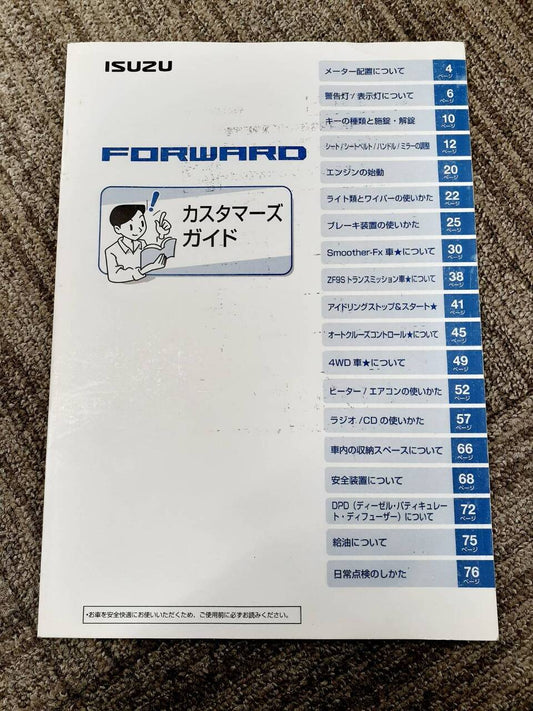 ISUZU
FORWARD
カスタマーズ
ガイド
メーター配置について 4 ページ
警告灯/表示灯について 6 ページ
キーの種類と施錠・解錠 10 ページ
シート/シートベルト/ハンドル/ミラーの調整 12 ページ
エンジンの始動 20 ページ
ライト類とワイパーの使いかた 22 ページ
ブレーキ装置の使いかた 25 ページ
Smoother-Fx 車★について 30 ページ
ZF9S トランスミッション車★について 38 ページ
アイドリングストップ&スタート★ 41 ページ
オートクルーズコントロール★について 45 ページ
4WD 車★について 49 ページ
ヒーター/エアコンの使いかた 52 ページ
ラジオ/CD の使いかた 57 ページ
車内の収納スペースについて 66 ページ
安全装置について 68 ページ
DPD(ディーゼル・パティキュレー
ト・ディフューザー)について 72 ページ
給油について 75 ページ
日常点検のしかた 76 ページ
・お車を安全快適にお使いいただくため、ご使用前に必ずお読みください。